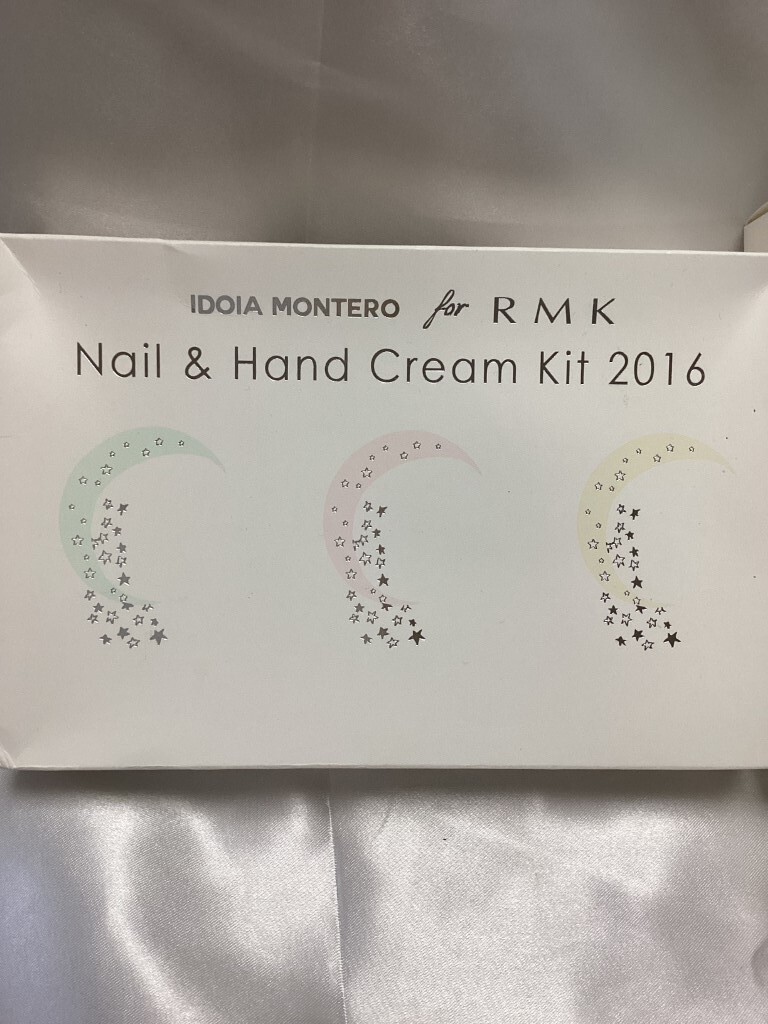 IDOIA MONTERO for RMK
Nail & Hand Cream Kit 2016